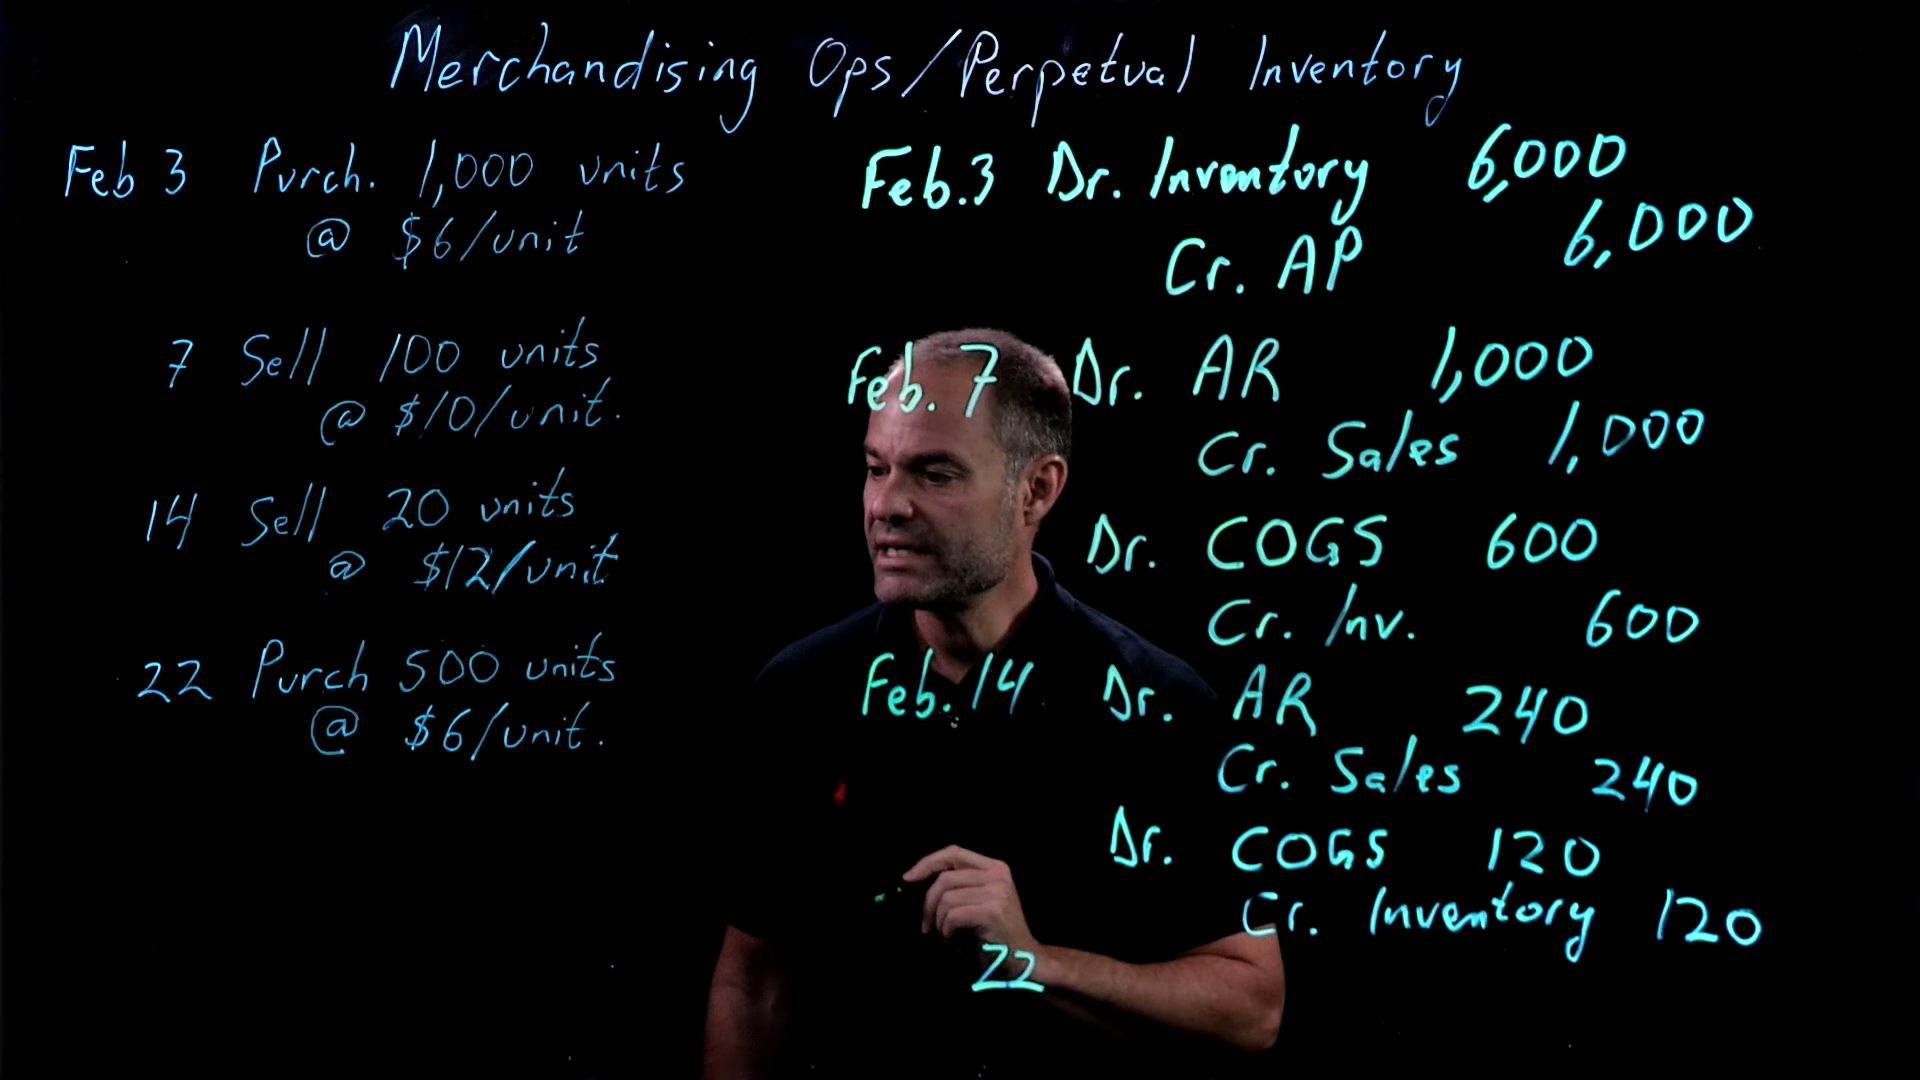 Merchandising Ops/Perpetual Inventory
Feb 3 Purch. 1,000 units
@ $6/unit
7 Sell 100 units
@ $10/unit.
14 Sell 20 units
@ $12/unit
22 Purch 500 units
@ $6/unit.
Feb.3 Dr. Inventory 6,000
Cr. AP 6,000
Feb. 7 Dr. AR 1,000
Cr. Sales 1,000
Dr. COGS 600
Cr. Inv. 600
Feb. 14 Dr. AR 240
Cr. Sales 240
Dr. COGS 120
Cr. Inventory 120
22